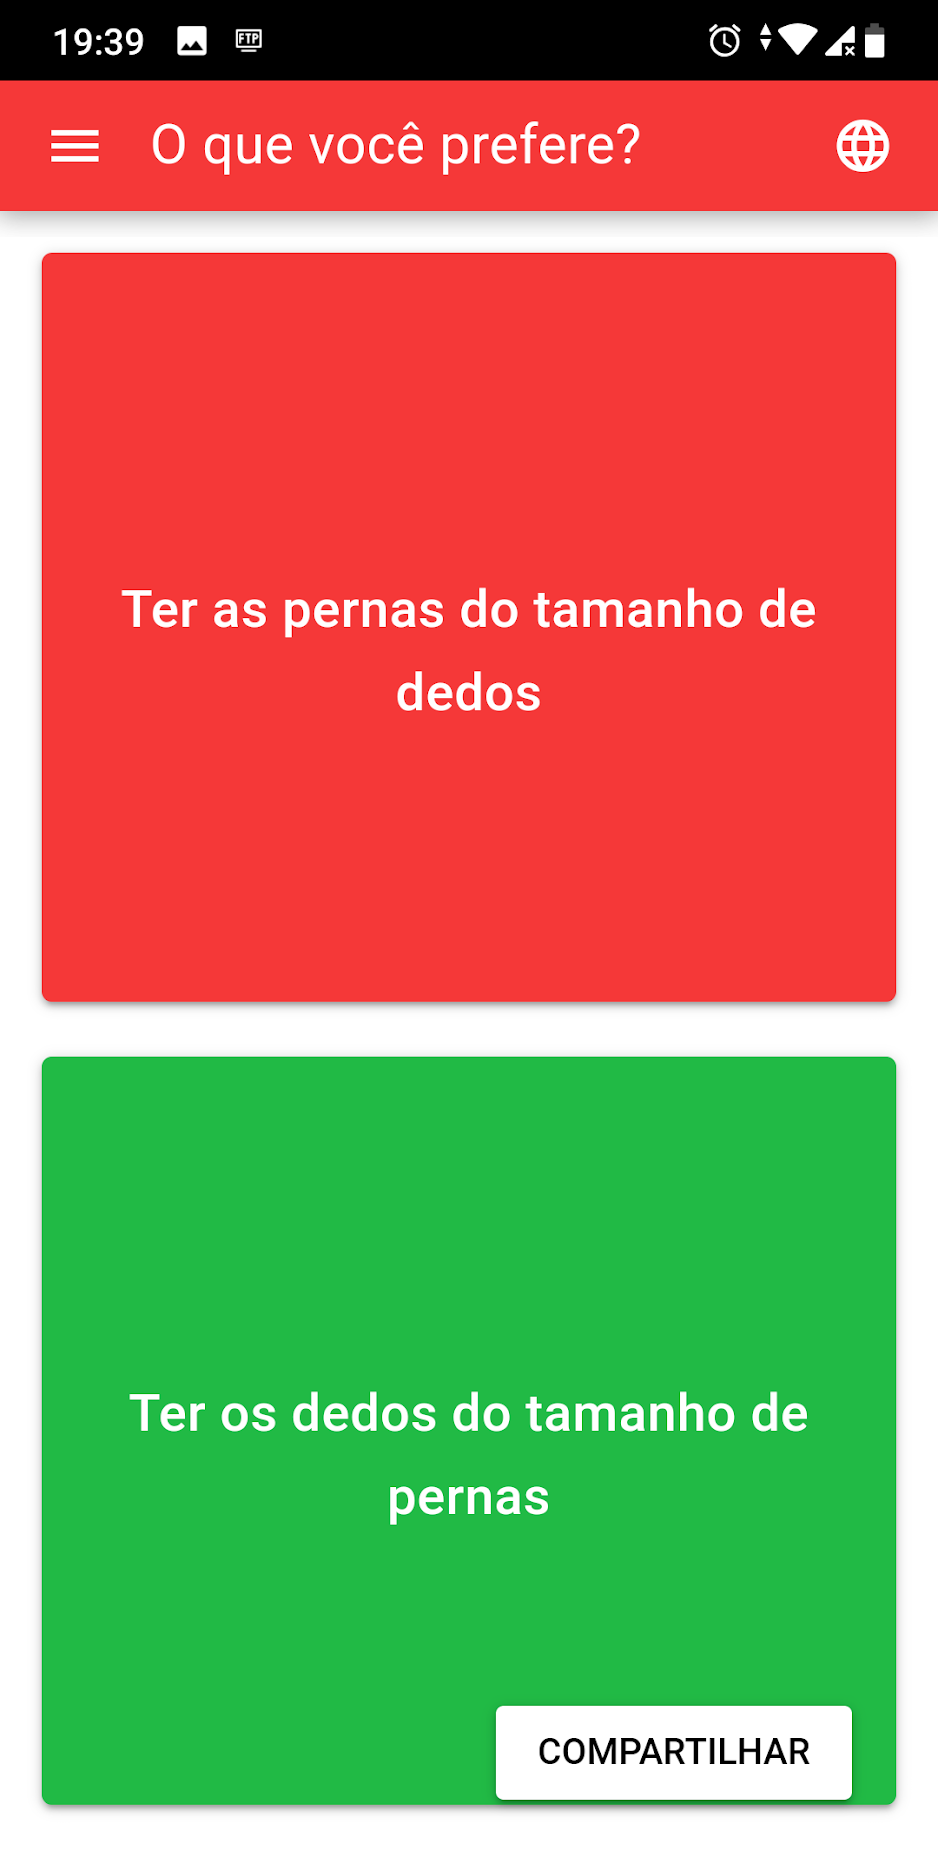 19:39
FTP
O que você prefere?
Ter as pernas do tamanho de
dedos
Ter os dedos do tamanho de
pernas
COMPARTILHAR